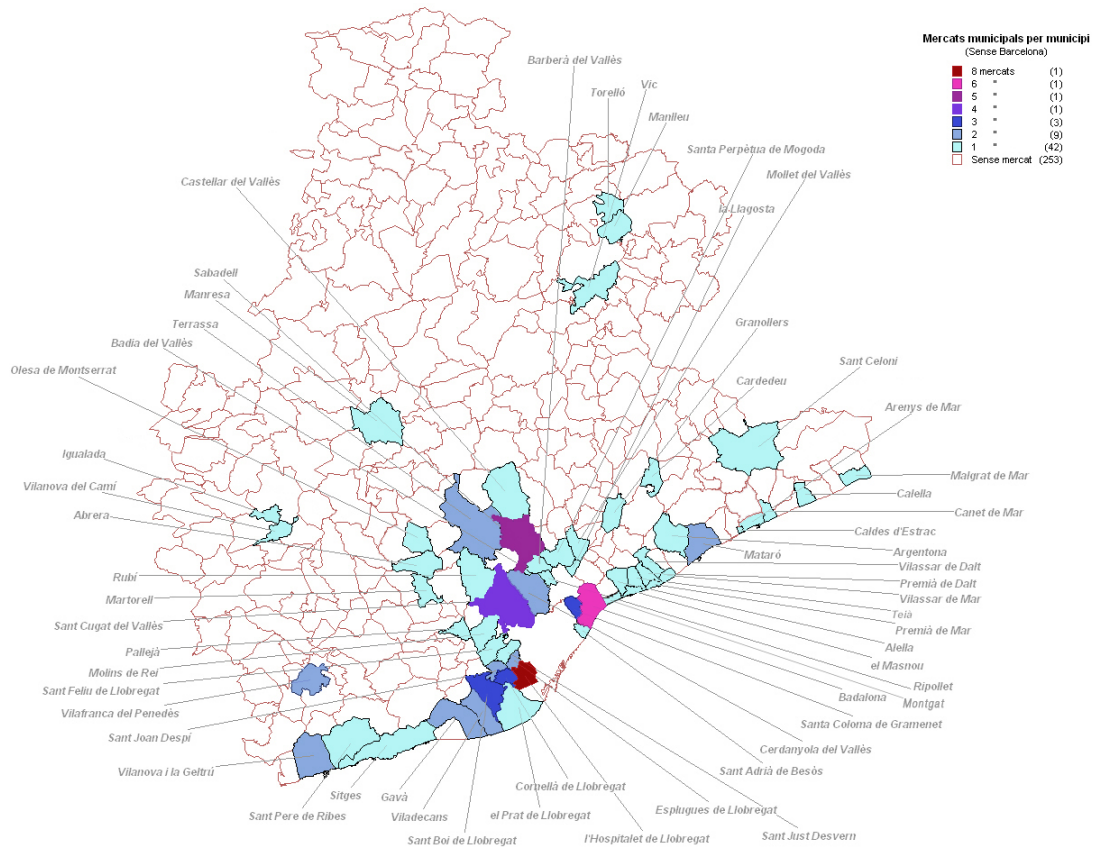 Mercats municipals per municipi
(Sense Barcelona)
8 mercats (1)
6 " (1)
5 " (1)
4 " (1)
3 " (3)
2 " (9)
1 " (42)
Sense mercat (253)
Barberà del Vallès
Vic
Torelló
Manlleu
Santa Perpètua de Mogoda
Mollet del Vallès
la Llagosta
Castellar del Vallès
Sabadell
Manresa
Terrassa
Badia del Vallès
Olesa de Montserrat
Granollers
Sant Celoni
Cardedeu
Arenys de Mar
Igualada
Vilanova del Camí
Abrera
Malgrat de Mar
Calella
Canet de Mar
Caldes d'Estrac
Mataró
Argentona
Vilassar de Dalt
Premià de Dalt
Vilassar de Mar
Teià
Premià de Mar
Alella
el Masnou
Ripollet
Montgat
Badalona
Santa Coloma de Gramenet
Cerdanyola del Vallès
Sant Adrià de Besòs
Rubí
Martorell
Sant Cugat del Vallès
Pallejà
Molins de Rei
Sant Feliu de Llobregat
Vilafranca del Penedès
Sant Joan Despí
Vilanova i la Geltrú
Sant Pere de Ribes
Sitges
Gavà
Viladecans
Sant Boi de Llobregat
el Prat de Llobregat
Cornellà de Llobregat
l'Hospitalet de Llobregat
Esplugues de Llobregat
Sant Just Desvern